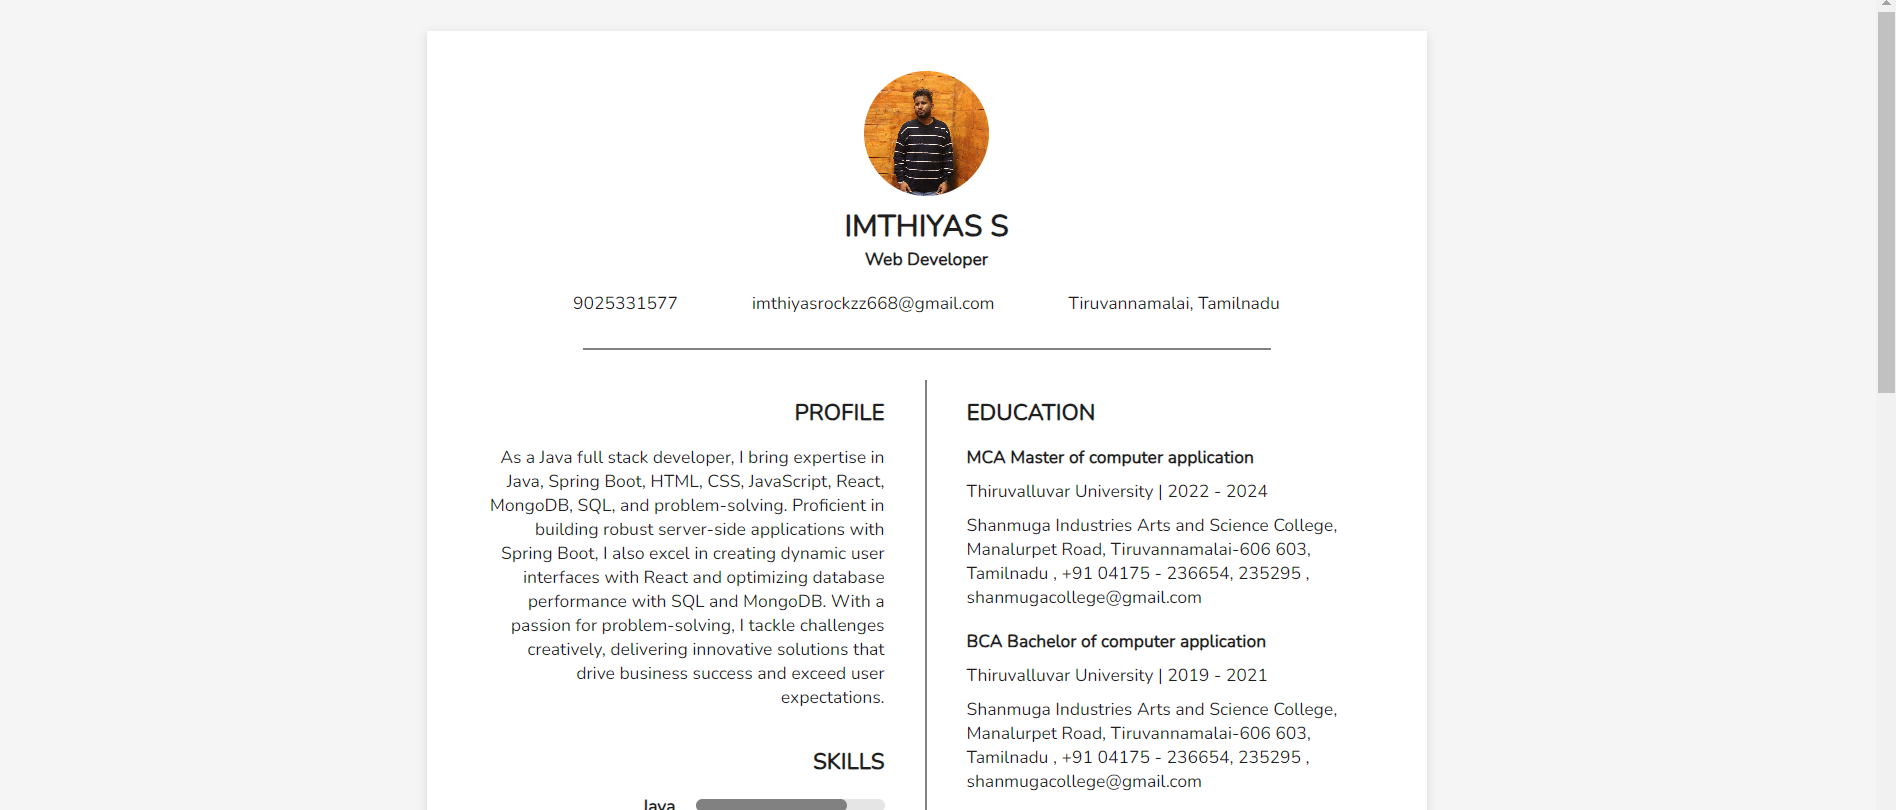 IMTHIYAS S
Web Developer
9025331577 imthiyasrockzz668@gmail.com Tiruvannamalai, Tamilnadu
PROFILE
As a Java full stack developer, I bring expertise in
Java, Spring Boot, HTML, CSS, JavaScript, React,
MongoDB, SQL, and problem-solving. Proficient in
building robust server-side applications with
Spring Boot, I also excel in creating dynamic user
interfaces with React and optimizing database
performance with SQL and MongoDB. With a
passion for problem-solving, I tackle challenges
creatively, delivering innovative solutions that
drive business success and exceed user
expectations.
SKILLS
Java
EDUCATION
MCA Master of computer application
Thiruvalluvar University | 2022 - 2024
Shanmuga Industries Arts and Science College,
Manalurpet Road, Tiruvannamalai-606 603,
Tamilnadu , +91 04175 - 236654, 235295 ,
shanmugacollege@gmail.com
BCA Bachelor of computer application
Thiruvalluvar University | 2019 - 2021
Shanmuga Industries Arts and Science College,
Manalurpet Road, Tiruvannamalai-606 603,
Tamilnadu , +91 04175 - 236654, 235295 ,
shanmugacollege@gmail.com